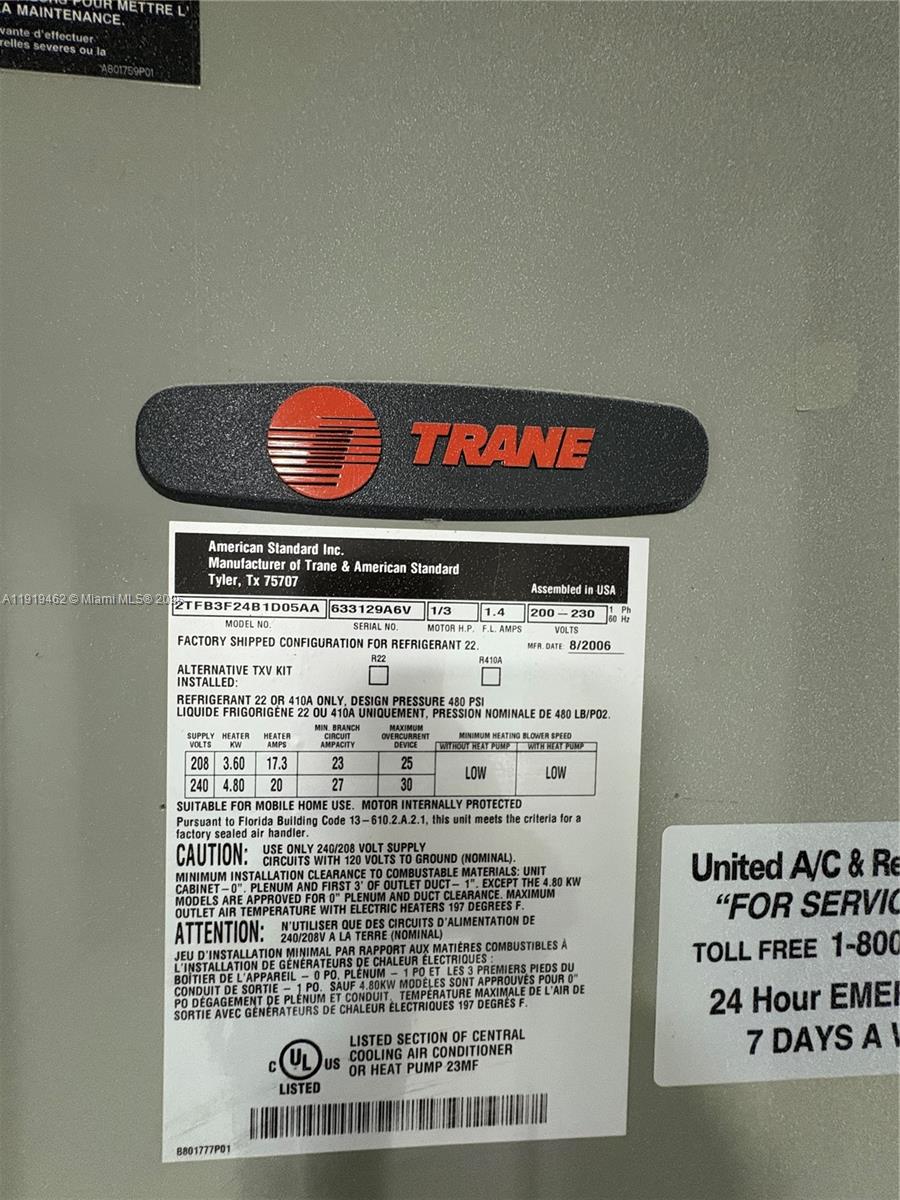 POUR METTRE L'
LA MAINTENANCE.
vante d'effectuer
relles severes ou la
A801759P01
TRANE
American Standard Inc.
Manufacturer of Trane & American Standard
Tyler, Tx 75707
Assembled in USA
A11919462 © Miami MLS®
2TFB3F24B1D05AA 633129A6V 1/3 1.4 200-230 1 Ph 60 Hz
MODEL NO. SERIAL NO. MOTOR H.P. F.L. AMPS VOLTS
FACTORY SHIPPED CONFIGURATION FOR REFRIGERANT 22. MFR. DATE 8/2006
R22 R410A
ALTERNATIVE TXV KIT
INSTALLED:
REFRIGERANT 22 OR 410A ONLY, DESIGN PRESSURE 480 PSI
LIQUIDE FRIGORIGÈNE 22 OU 410A UNIQUEMENT, PRESSION NOMINALE DE 480 LB/PO2.
SUPPLY VOLTS HEATER KW HEATER AMPS MIN. BRANCH CIRCUIT AMPACITY MAXIMUM OVERCURRENT DEVICE MINIMUM HEATING BLOWER SPEED
WITHOUT HEAT PUMP WITH HEAT PUMP
208 3.60 17.3 23 25 LOW LOW
240 4.80 20 27 30
SUITABLE FOR MOBILE HOME USE. MOTOR INTERNALLY PROTECTED
Pursuant to Florida Building Code 13-610.2.A.2.1, this unit meets the criteria for a
factory sealed air handler.
CAUTION: USE ONLY 240/208 VOLT SUPPLY
CIRCUITS WITH 120 VOLTS TO GROUND (NOMINAL).
MINIMUM INSTALLATION CLEARANCE TO COMBUSTABLE MATERIALS: UNIT
CABINET-0". PLENUM AND FIRST 3' OF OUTLET DUCT- 1". EXCEPT THE 4.80 KW
MODELS ARE APPROVED FOR 0" PLENUM AND DUCT CLEARANCE. MAXIMUM
OUTLET AIR TEMPERATURE WITH ELECTRIC HEATERS 197 DEGREES F.
ATTENTION: N'UTILISER QUE DES CIRCUITS D'ALIMENTATION DE
240/208V A LA TERRE (NOMINAL)
JEU D'INSTALLATION MINIMAL PAR RAPPORT AUX MATIÈRES COMBUSTIBLES À
L'INSTALLATION DE GÉNÉRATEURS DE CHALEUR ÉLECTRIQUES :
BOÎTIER DE L'APPAREIL - 0 PO, PLENUM - 1 PO ET LES 3 PREMIERS PIEDS DU
CONDUIT DE SORTIE - 1 PO. SAUF 4.80KW MODELES SONT APPROUVÉS POUR 0"
PO DÉGAGEMENT DE PLENUM ET CONDUIT. TEMPÉRATURE MAXIMALE DE L'AIR DE
SORTIE AVEC GÉNÉRATEURS DE CHALEUR ÉLECTRIQUES 197 DEGRÉS F.
C UL US LISTED
LISTED SECTION OF CENTRAL
COOLING AIR CONDITIONER
OR HEAT PUMP 23MF
B801777P01
United A/C & Re
"FOR SERVIC
TOLL FREE 1-800
24 Hour EMER
7 DAYS A W